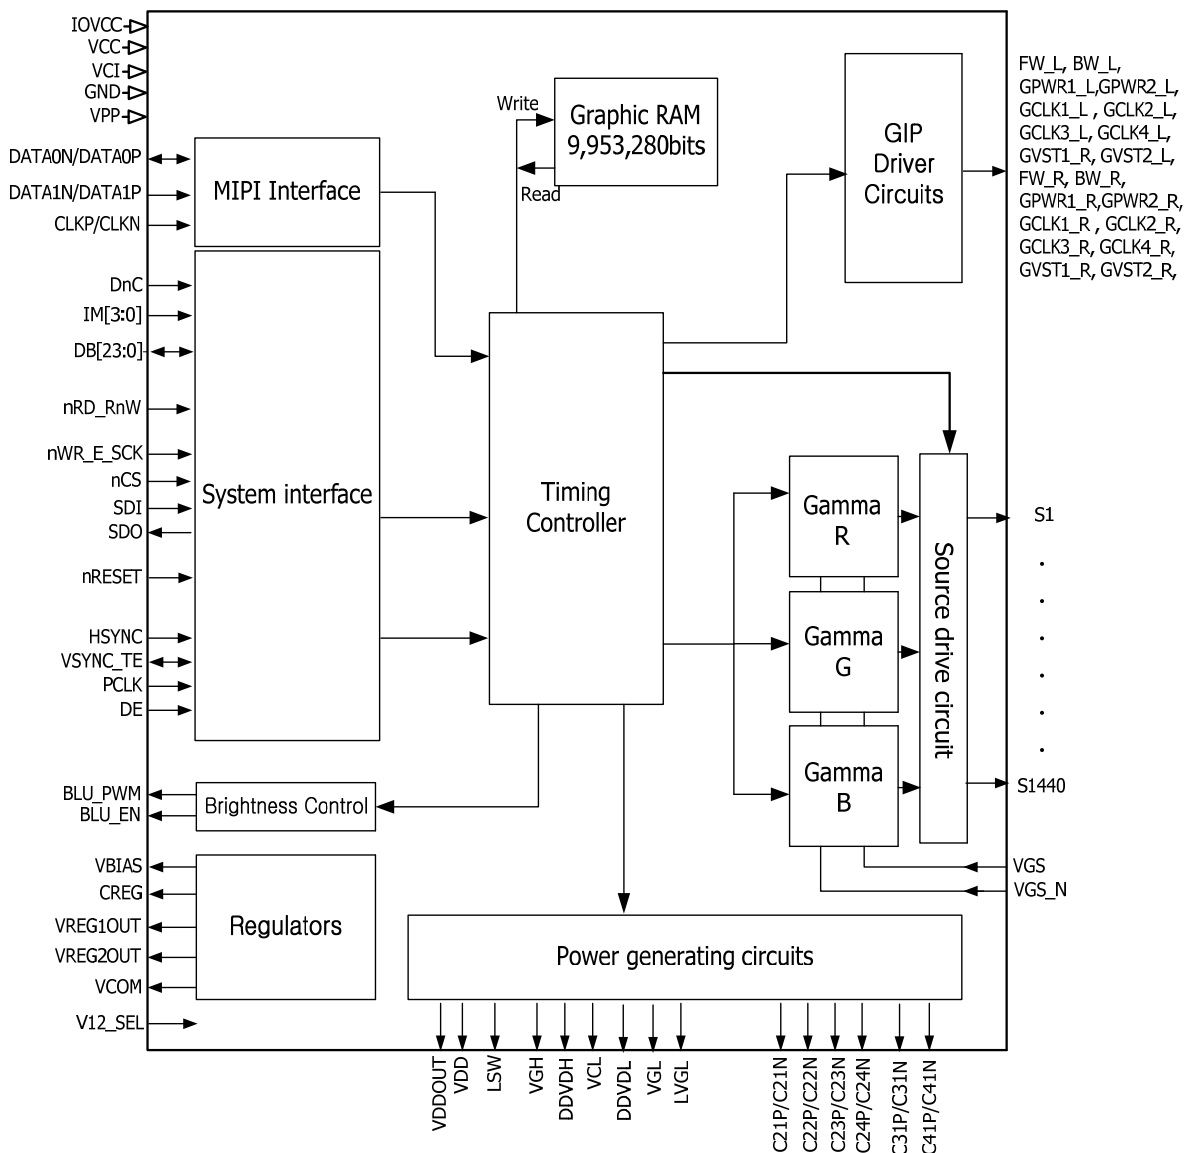 IOVCC
VCC
VCI
GND
VPP
DATA0N/DATA0P
DATA1N/DATA1P
CLKP/CLKN
MIPI Interface
Write
Graphic RAM
9,953,280bits
Read
GIP
Driver
Circuits
FW_L, BW_L,
GPWR1_L,GPWR2_L,
GCLK1_L , GCLK2_L,
GCLK3_L, GCLK4_L,
GVST1_R, GVST2_L,
FW_R, BW_R,
GPWR1_R,GPWR2_R,
GCLK1_R , GCLK2_R,
GCLK3_R, GCLK4_R,
GVST1_R, GVST2_R,
DnC
IM[3:0]
DB[23:0]
nRD_RnW
nWR_E_SCK
nCS
SDI
SDO
nRESET
HSYNC
VSYNC_TE
PCLK
DE
System interface
Timing
Controller
Gamma
R
Gamma
G
Gamma
B
Source drive circuit
S1
.
.
.
.
.
.
S1440
VGS
VGS_N
BLU_PWM
BLU_EN
Brightness Control
VBIAS
CREG
VREG1OUT
VREG2OUT
VCOM
V12_SEL
Regulators
Power generating circuits
VDDOUT
VDD
LSW
VGH
DDVDH
VCL
DDVDL
VGL
LVGL
C21P/C21N
C22P/C22N
C23P/C23N
C24P/C24N
C31P/C31N
C41P/C41N